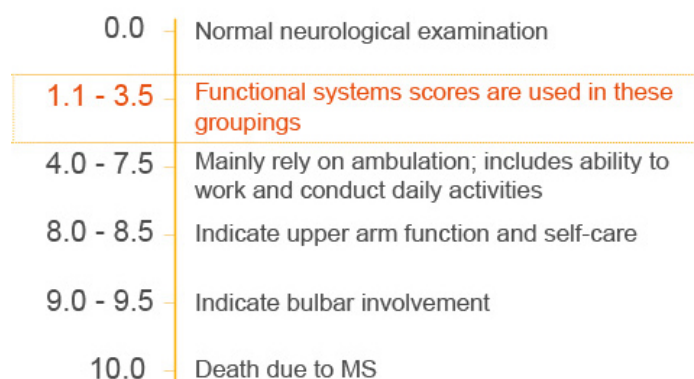 0.0 Normal neurological examination
1.1 - 3.5 Functional systems scores are used in these
groupings
4.0 - 7.5 Mainly rely on ambulation; includes ability to
work and conduct daily activities
8.0 - 8.5 Indicate upper arm function and self-care
9.0 - 9.5 Indicate bulbar involvement
10.0 Death due to MS